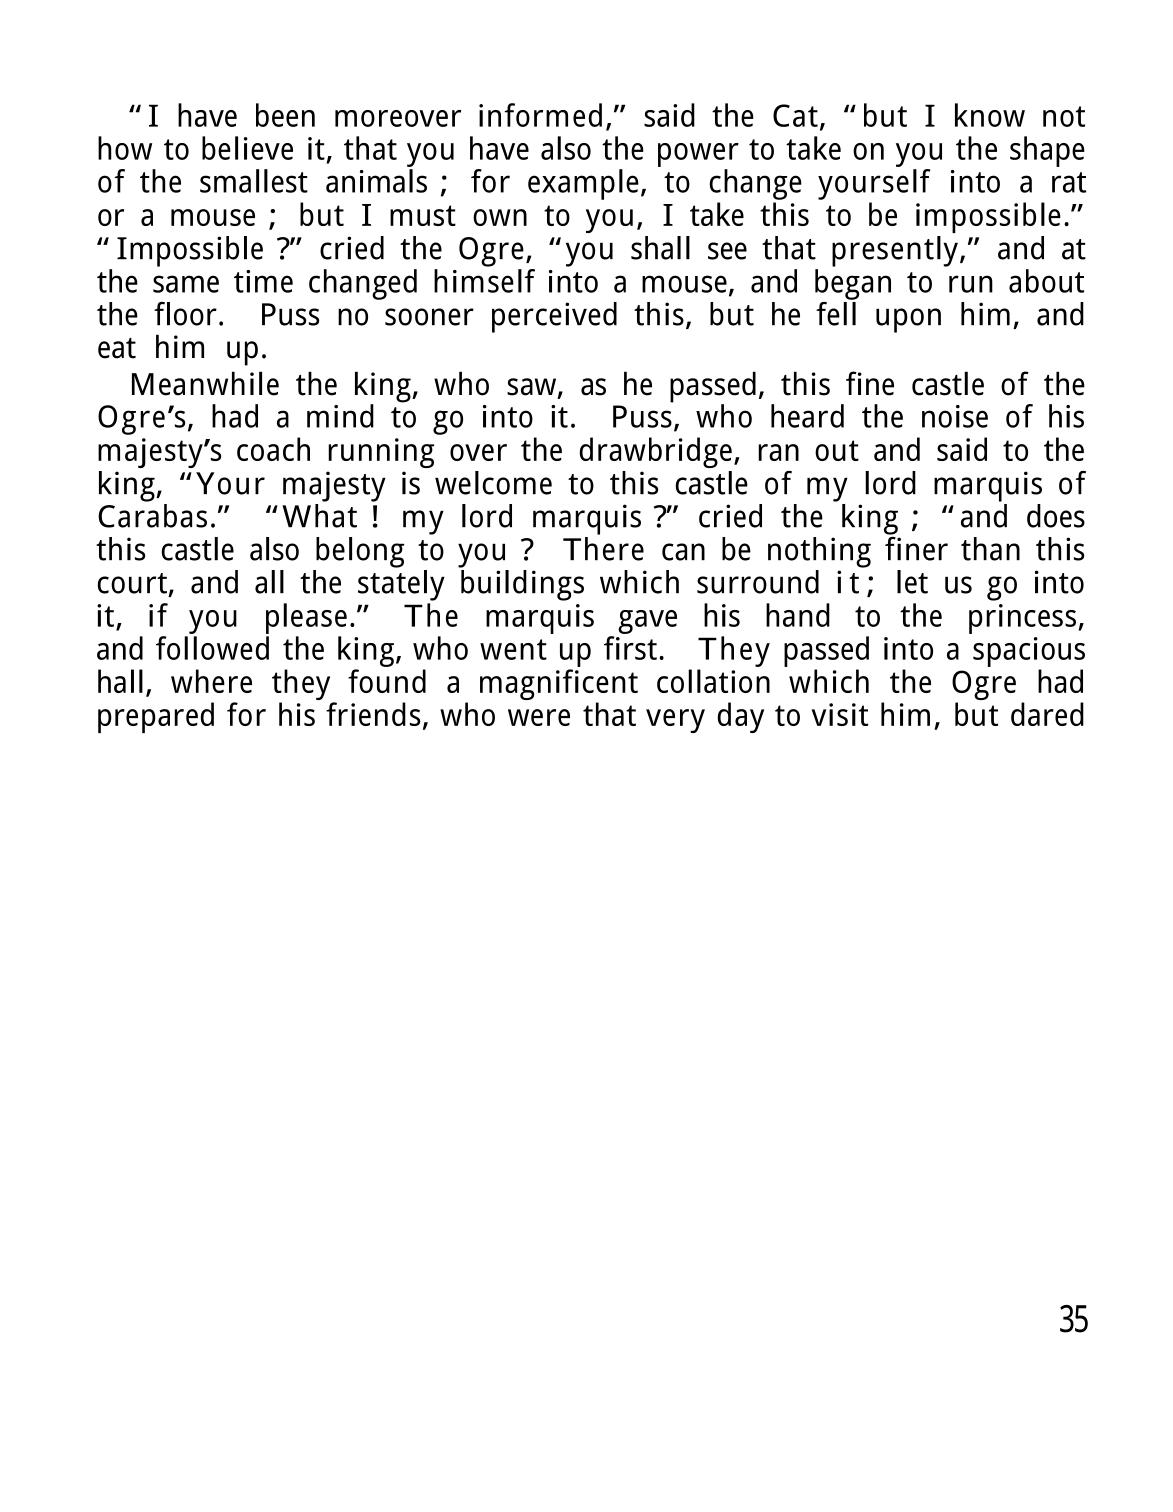 “I have been moreover informed,” said the Cat, “but I know not
how to believe it, that you have also the power to take on you the shape
of the smallest animals ; for example, to change yourself into a rat
or a mouse ; but I must own to you, I take this to be impossible.”
“Impossible ?” cried the Ogre, “you shall see that presently,” and at
the same time changed himself into a mouse, and began to run about
the floor. Puss no sooner perceived this, but he fell upon him, and
eat him up.
Meanwhile the king, who saw, as he passed, this fine castle of the
Ogre’s, had a mind to go into it. Puss, who heard the noise of his
majesty’s coach running over the drawbridge, ran out and said to the
king, “Your majesty is welcome to this castle of my lord marquis of
Carabas.” “What ! my lord marquis ?” cried the king ; “and does
this castle also belong to you ? There can be nothing finer than this
court, and all the stately buildings which surround it ; let us go into
it, if you please.” The marquis gave his hand to the princess,
and followed the king, who went up first. They passed into a spacious
hall, where they found a magnificent collation which the Ogre had
prepared for his friends, who were that very day to visit him, but dared
35